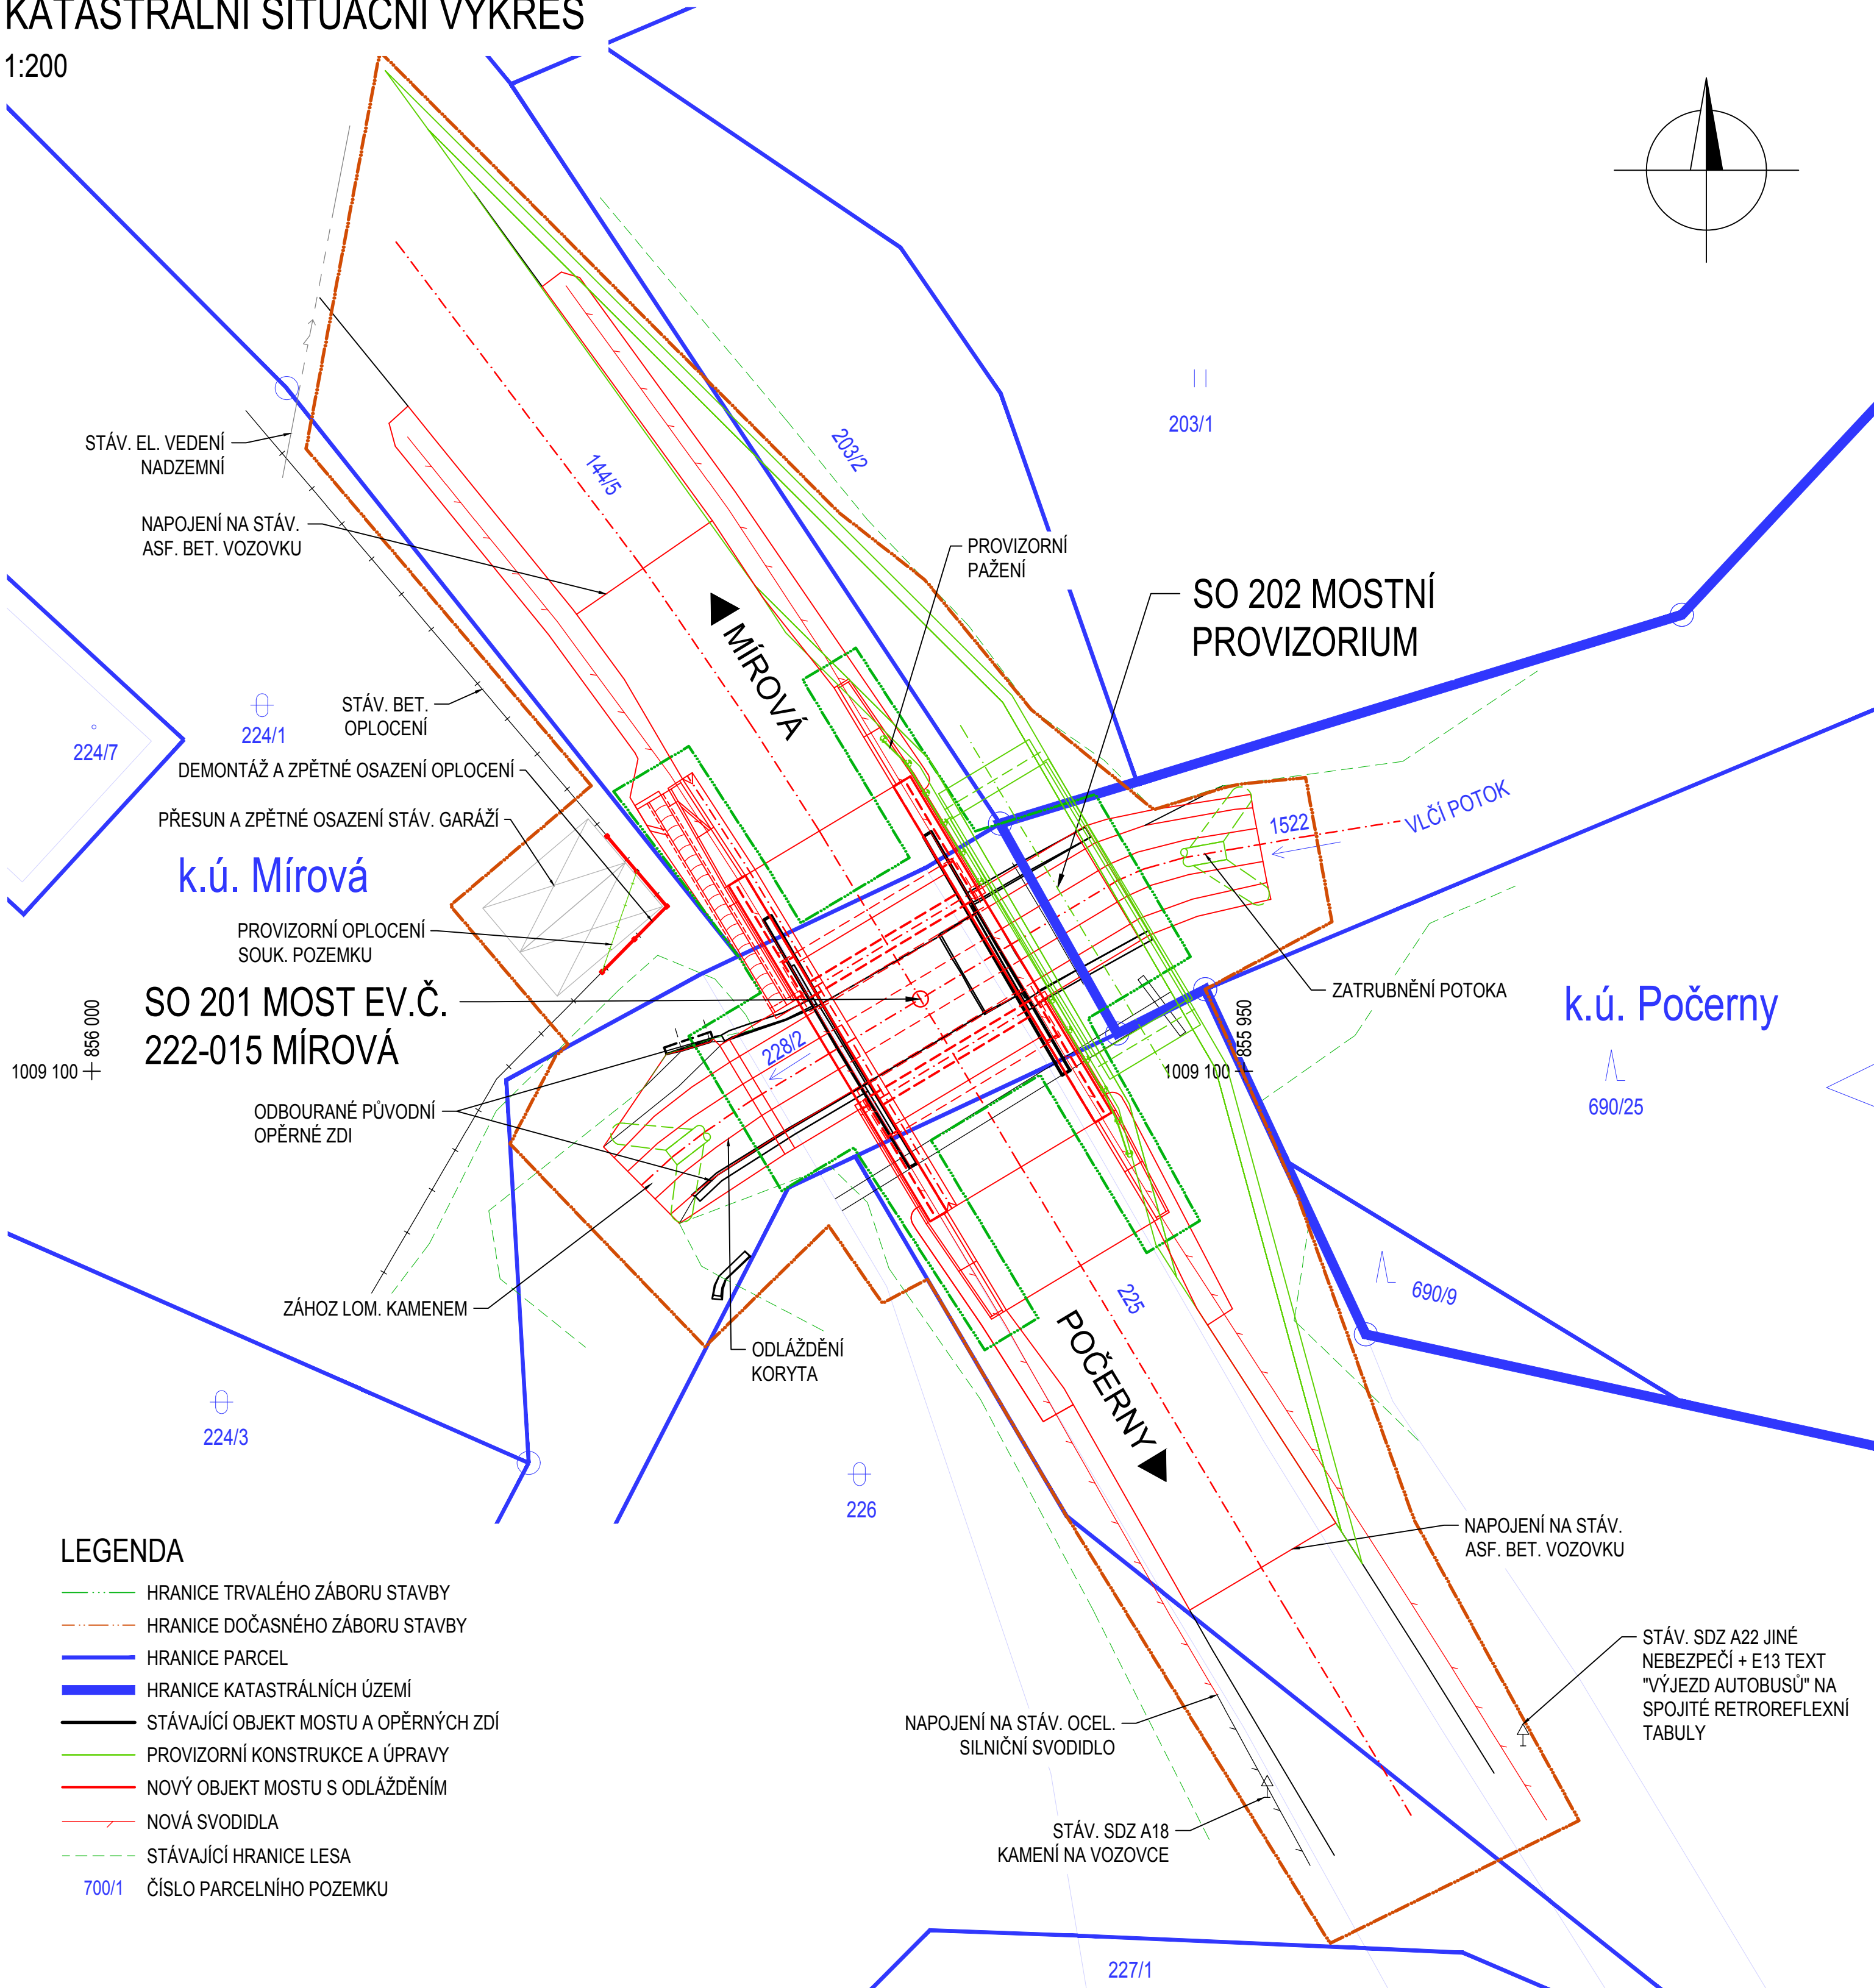 KATASTRÁLNÍ SITUAČNÍ VÝKRES
1:200
203/1
203/2
144/5
STÁV. EL. VEDENÍ
NADZEMNÍ
NAPOJENÍ NA STÁV.
ASF. BET. VOZOVKU
PROVIZORNÍ
PAŽENÍ
SO 202 MOSTNÍ
PROVIZORIUM
MÍROVÁ
STÁV. BET.
OPLOCENÍ
224/1
224/7
DEMONTÁŽ A ZPĚTNÉ OSAZENÍ OPLOCENÍ
PŘESUN A ZPĚTNÉ OSAZENÍ STÁV. GARÁŽÍ
k.ú. Mírová
1522
VLČÍ POTOK
PROVIZORNÍ OPLOCENÍ
SOUK. POZEMKU
ZATRUBNĚNÍ POTOKA
k.ú. Počerny
SO 201 MOST EV.Č.
222-015 MÍROVÁ
1009 100
856 000
228/2
1009 100
855 950
690/25
ODBOURANÉ PŮVODNÍ
OPĚRNÉ ZDI
ZÁHOZ LOM. KAMENEM
225
690/9
ODLÁŽDĚNÍ
KORYTA
POČERNY
224/3
226
NAPOJENÍ NA STÁV.
ASF. BET. VOZOVKU
LEGENDA
HRANICE TRVALÉHO ZÁBORU STAVBY
HRANICE DOČASNÉHO ZÁBORU STAVBY
HRANICE PARCEL
HRANICE KATASTRÁLNÍCH ÚZEMÍ
STÁVAJÍCÍ OBJEKT MOSTU A OPĚRNÝCH ZDÍ
PROVIZORNÍ KONSTRUKCE A ÚPRAVY
NOVÝ OBJEKT MOSTU S ODLÁŽDĚNÍM
NOVÁ SVODIDLA
STÁVAJÍCÍ HRANICE LESA
700/1 ČÍSLO PARCELNÍHO POZEMKU
STÁV. SDZ A22 JINÉ
NEBEZPEČÍ + E13 TEXT
"VÝJEZD AUTOBUSŮ" NA
SPOJITÉ RETROREFLEXNÍ
TABULY
NAPOJENÍ NA STÁV. OCEL.
SILNIČNÍ SVODIDLO
STÁV. SDZ A18
KAMENÍ NA VOZOVCE
227/1